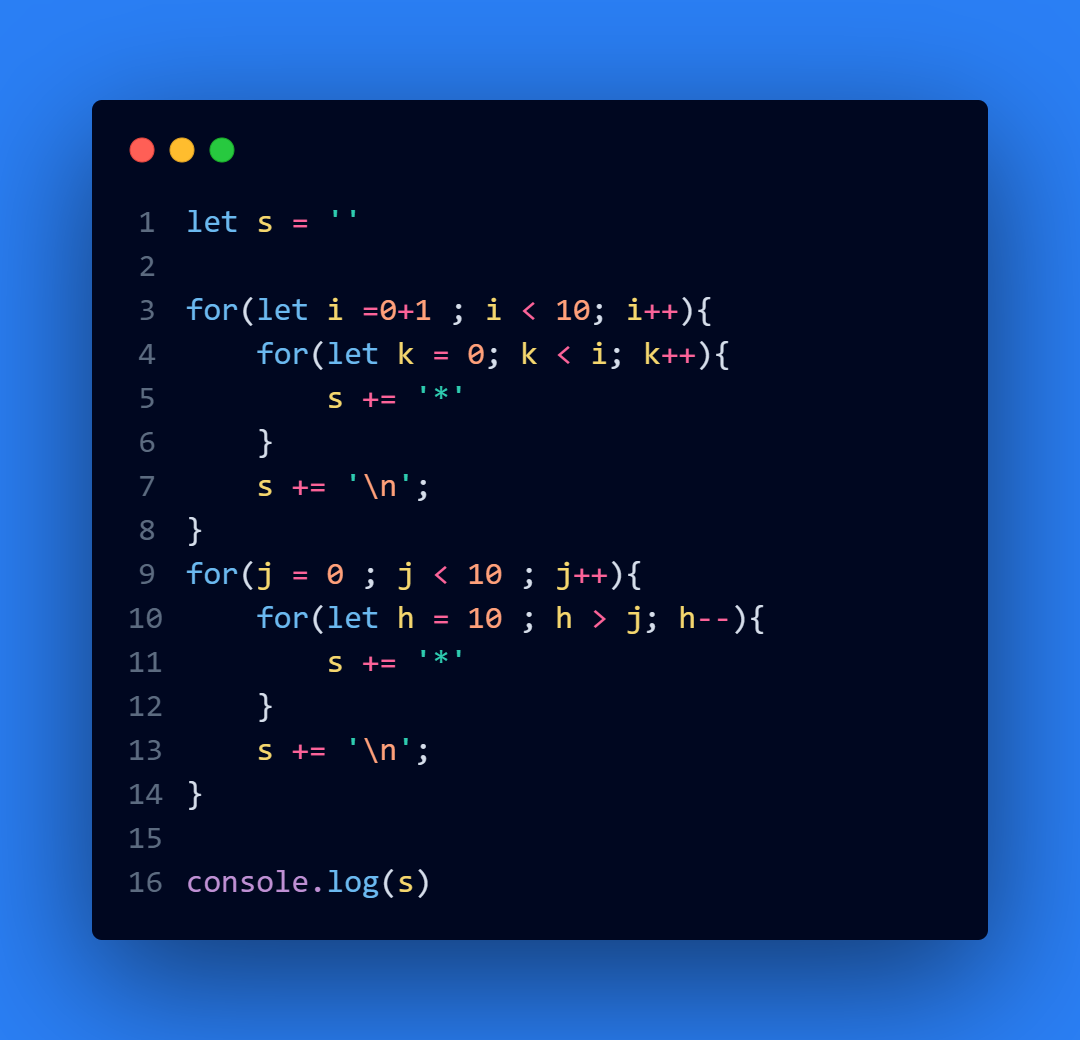 1 let s = ''
2
3 for(let i =0+1 ; i < 10; i++){
4     for(let k = 0; k < i; k++){
5         s += '*'
6     }
7     s += '\n';
8 }
9 for(j = 0 ; j < 10 ; j++){
10     for(let h = 10 ; h > j; h--){
11         s += '*'
12     }
13     s += '\n';
14 }
15
16 console.log(s)